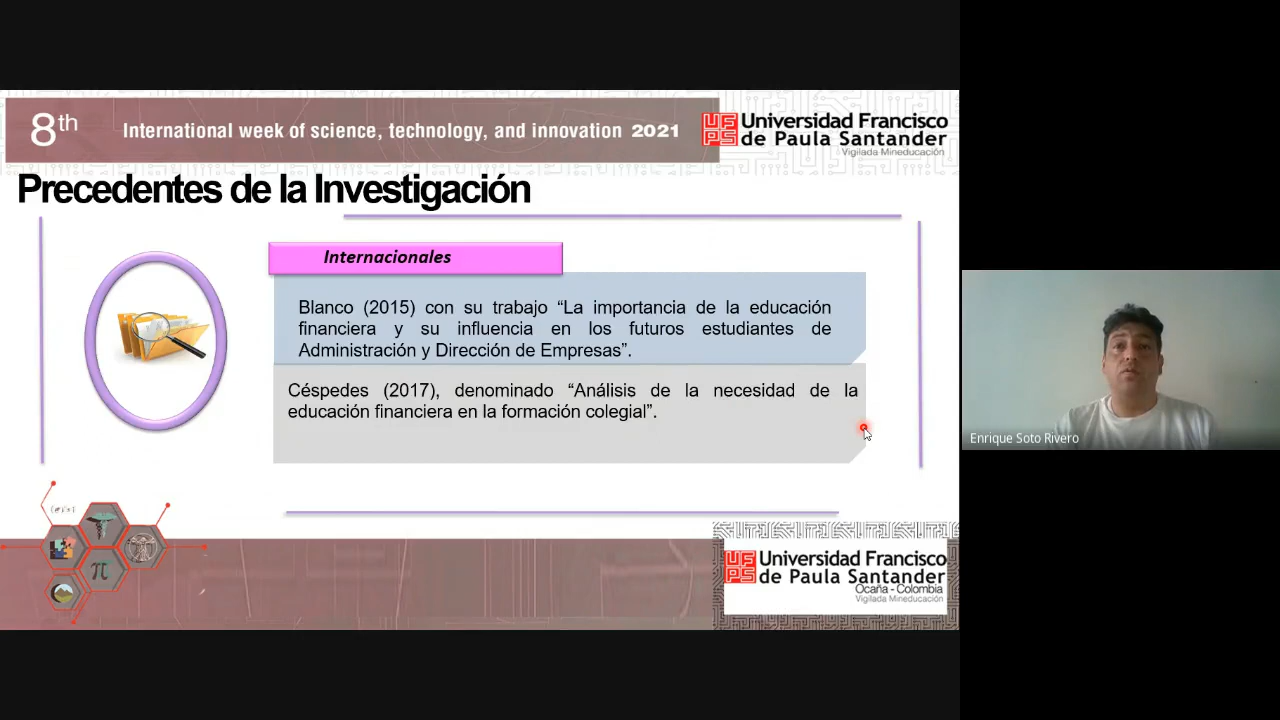 8th
International week of science, technology, and innovation 2021
UFPS
Universidad Francisco
de Paula Santander
Vigilada Mineducación
Precedentes de la Investigación
Internacionales
Blanco (2015) con su trabajo “La importancia de la educación
financiera y su influencia en los futuros estudiantes de
Administración y Dirección de Empresas”.
Céspedes (2017), denominado “Análisis de la necesidad de la
educación financiera en la formación colegial”.
Enrique Soto Rivero
π
UFPS
Universidad Francisco
de Paula Santander
Ocaña - Colombia
Vigilada Mineducación